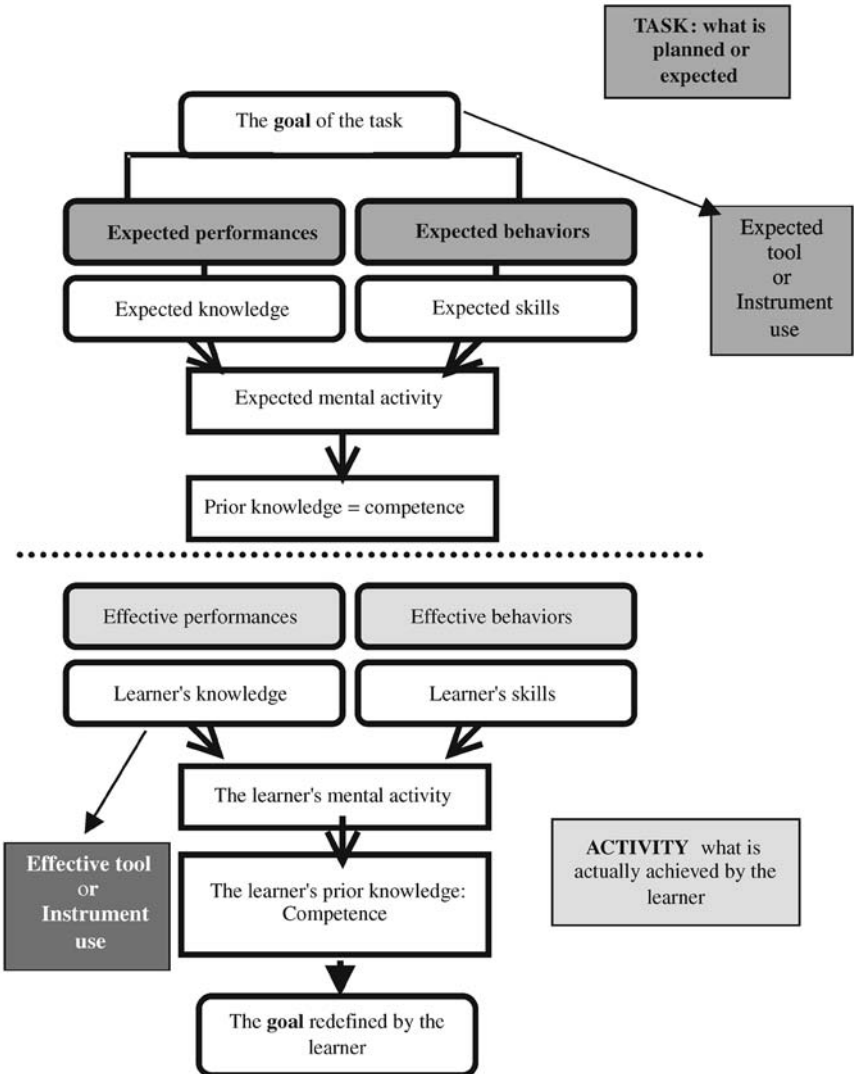 TASK: what is
planned or
expected
The goal of the task
Expected performances
Expected behaviors
Expected
tool
or
Instrument
use
Expected knowledge
Expected skills
Expected mental activity
Prior knowledge = competence
Effective performances
Effective behaviors
Learner's knowledge
Learner's skills
The learner's mental activity
ACTIVITY what is
actually achieved by the
learner
Effective tool
or
Instrument
use
The learner's prior knowledge:
Competence
The goal redefined by the
learner